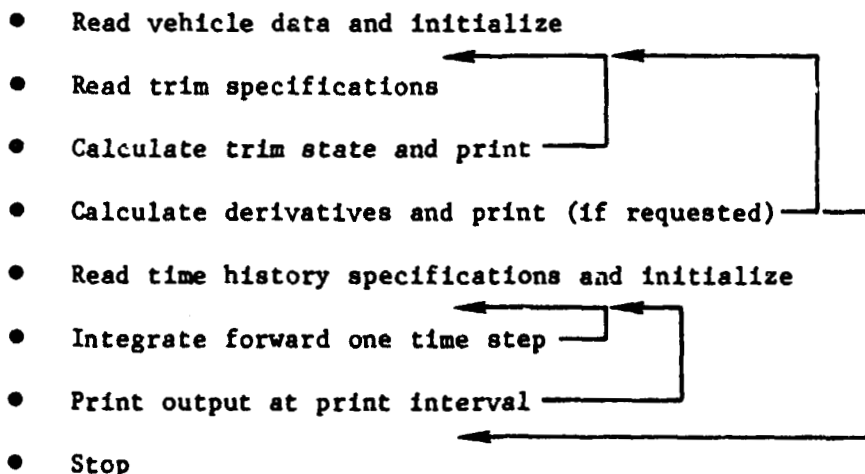 • Read vehicle data and initialize
• Read trim specifications
• Calculate trim state and print
• Calculate derivatives and print (if requested)
• Read time history specifications and initialize
• Integrate forward one time step
• Print output at print interval
• Stop